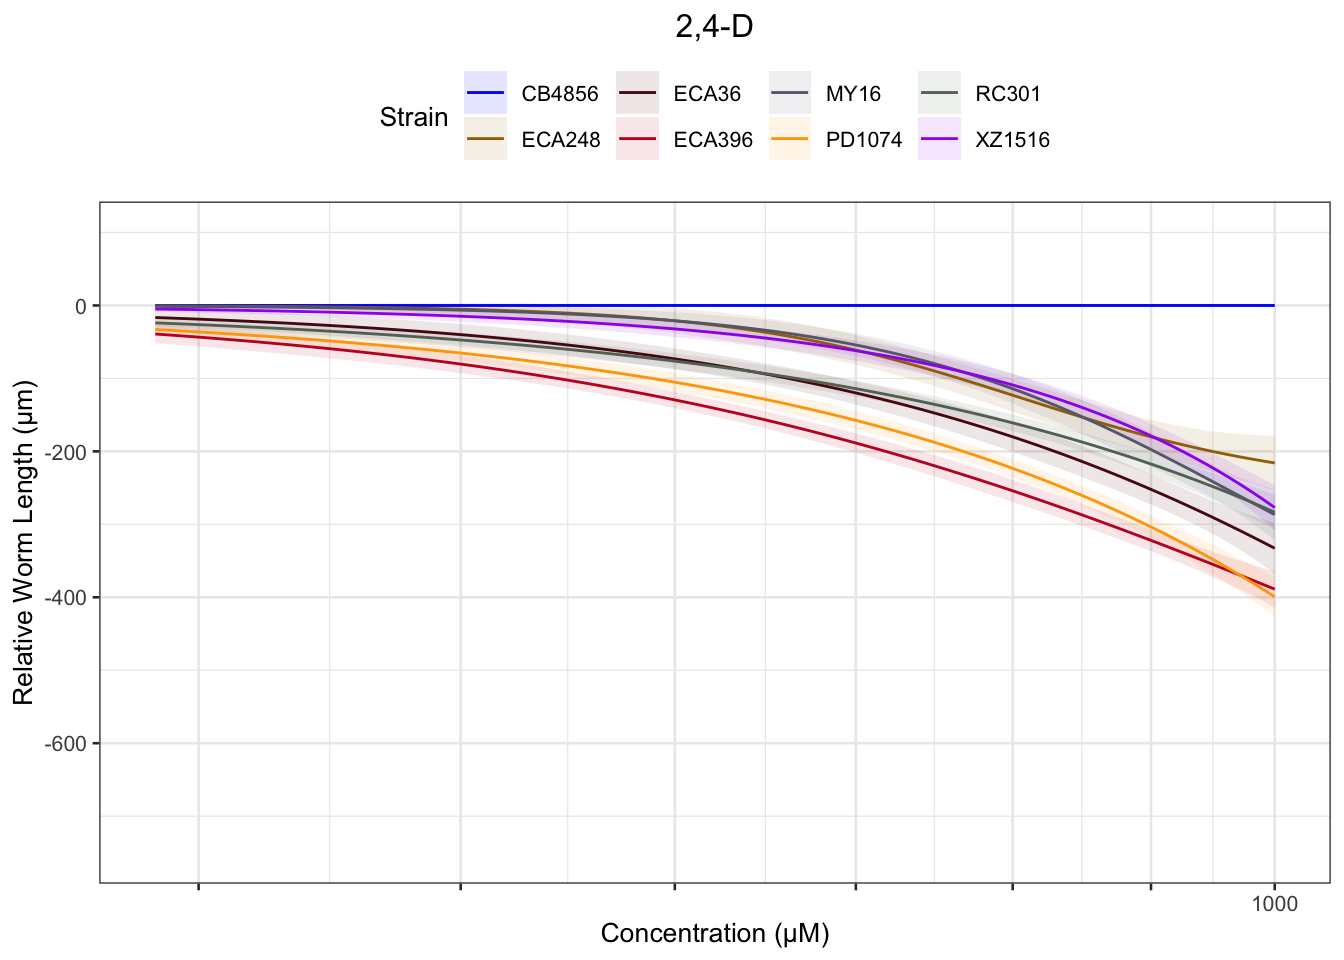 2,4-D
Strain
CB4856 ECA36 MY16 RC301
ECA248 ECA396 PD1074 XZ1516
Relative Worm Length (µm)
0
-200
-400
-600
1000
Concentration (µM)